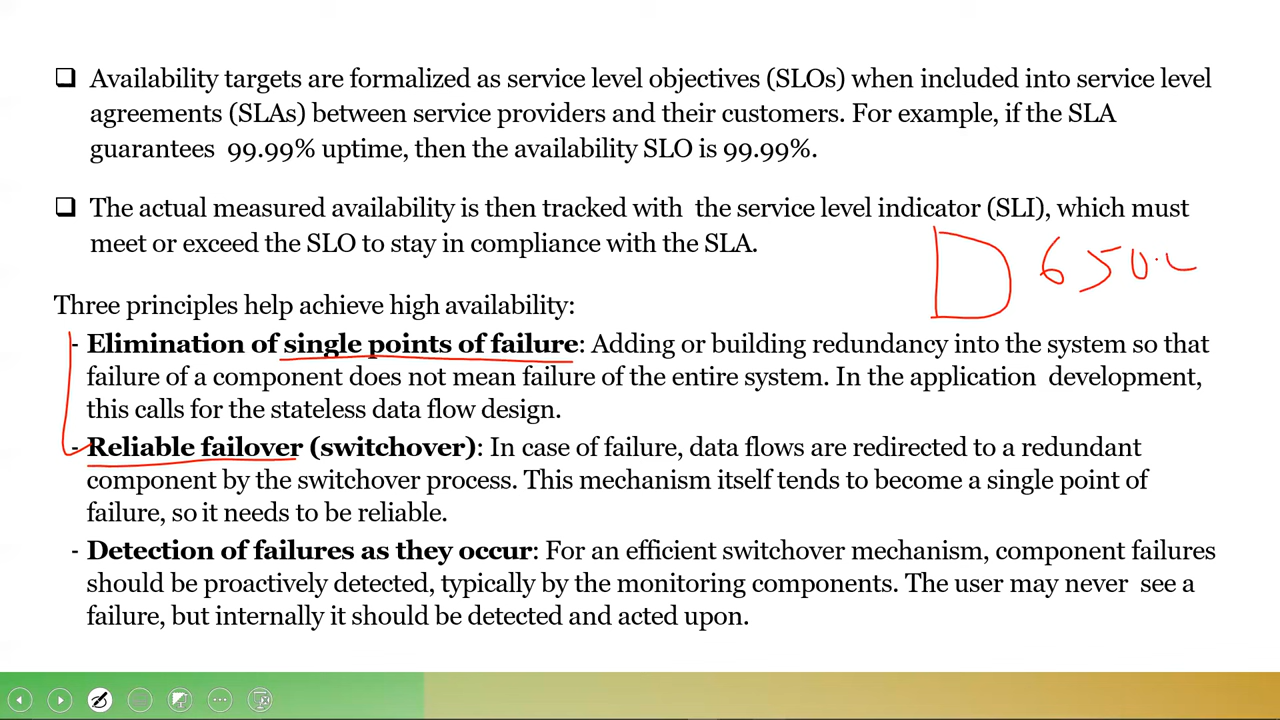 ❑ Availability targets are formalized as service level objectives (SLOs) when included into service level
agreements (SLAs) between service providers and their customers. For example, if the SLA
guarantees 99.99% uptime, then the availability SLO is 99.99%.
❑ The actual measured availability is then tracked with the service level indicator (SLI), which must
meet or exceed the SLO to stay in compliance with the SLA.
D 650
Three principles help achieve high availability:
- Elimination of single points of failure: Adding or building redundancy into the system so that
failure of a component does not mean failure of the entire system. In the application development,
this calls for the stateless data flow design.
- Reliable failover (switchover): In case of failure, data flows are redirected to a redundant
component by the switchover process. This mechanism itself tends to become a single point of
failure, so it needs to be reliable.
- Detection of failures as they occur: For an efficient switchover mechanism, component failures
should be proactively detected, typically by the monitoring components. The user may never see a
failure, but internally it should be detected and acted upon.